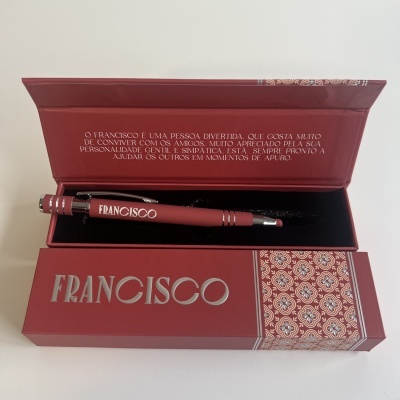 O FRANCISCO É UMA PESSOA DIVERTIDA, QUE GOSTA MUITO
DE CONVIVER COM OS AMIGOS. MUITO APRECIADO PELA SUA
PERSONALIDADE GENTIL E SIMPÁTICA, ESTÁ SEMPRE PRONTO A
AJUDAR OS OUTROS EM MOMENTOS DE APURO.
FRANCISCO
FRANCISCO